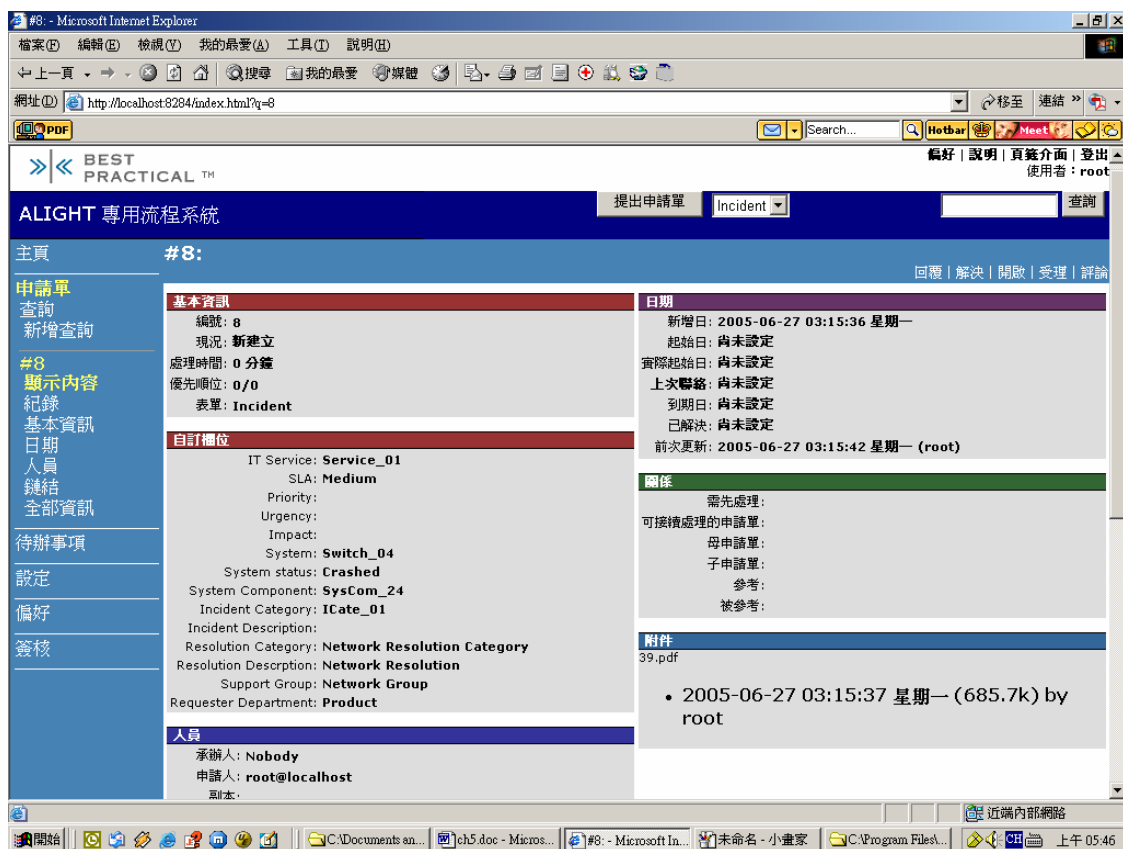 #8: - Microsoft Internet Explorer
檔案(F) 編輯(E) 檢視(V) 我的最愛(A) 工具(T) 說明(H)
上一頁 搜尋 我的最愛 媒體
網址(D) http://localhost:8284/index.html?q=8 移至 連結 »
PDF Search... Hotbar Meet
BEST PRACTICAL ™
偏好 | 說明 | 頁籤介面 | 登出
使用者：root
ALIGHT 專用流程系統 提出申請單 Incident 查詢
主頁
申請單
查詢
新增查詢
#8
顯示內容
紀錄
基本資訊
日期
人員
鏈結
全部資訊
待辦事項
設定
偏好
簽核
#8:
回覆 | 解決 | 開啟 | 受理 | 評論
基本資訊
編號: 8
現況: 新建立
處理時間: 0 分鐘
優先順位: 0/0
表單: Incident
自訂欄位
IT Service: Service_01
SLA: Medium
Priority:
Urgency:
Impact:
System: Switch_04
System status: Crashed
System Component: SysCom_24
Incident Category: ICate_01
Incident Description:
Resolution Category: Network Resolution Category
Resolution Descrption: Network Resolution
Support Group: Network Group
Requester Department: Product
人員
承辦人: Nobody
申請人: root@localhost
副本:
日期
新增日: 2005-06-27 03:15:36 星期一
起始日: 尚未設定
實際起始日: 尚未設定
上次聯絡: 尚未設定
到期日: 尚未設定
已解決: 尚未設定
前次更新: 2005-06-27 03:15:42 星期一 (root)
關係
需先處理:
可接續處理的申請單:
母申請單:
子申請單:
參考:
被參考:
附件
39.pdf
• 2005-06-27 03:15:37 星期一 (685.7k) by
root
近端內部網路
開始 C:\Documents an... ch5.doc - Micros... #8: - Microsoft In... 未命名 - 小畫家 C:\Program Files\... CH 上午 05:46